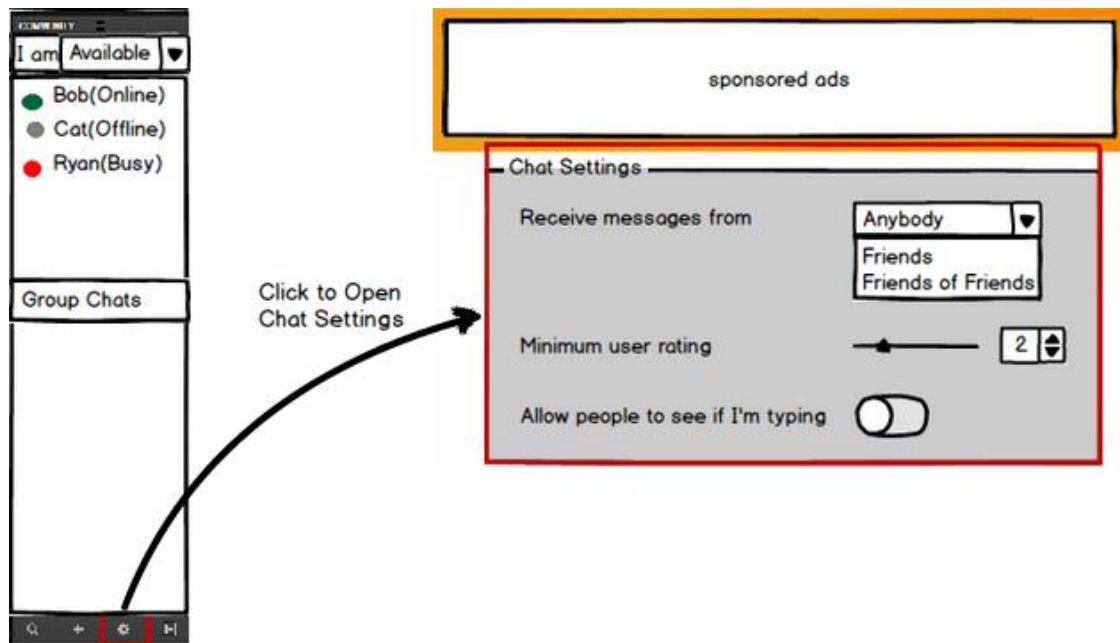 COMMUNITY
I am Available
Bob(Online)
Cat(Offline)
Ryan(Busy)
Group Chats
Click to Open
Chat Settings
sponsored ads
Chat Settings
Receive messages from Anybody
Friends
Friends of Friends
Minimum user rating 2
Allow people to see if I'm typing